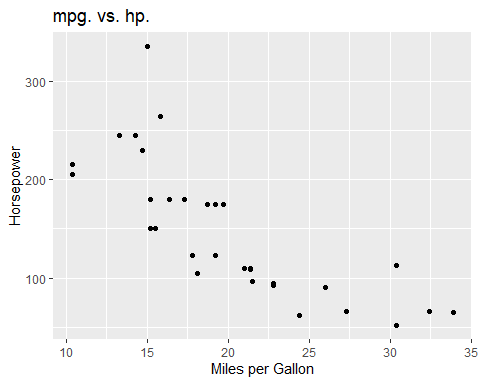 mpg. vs. hp.
300
200
100
Horsepower
10 15 20 25 30 35
Miles per Gallon